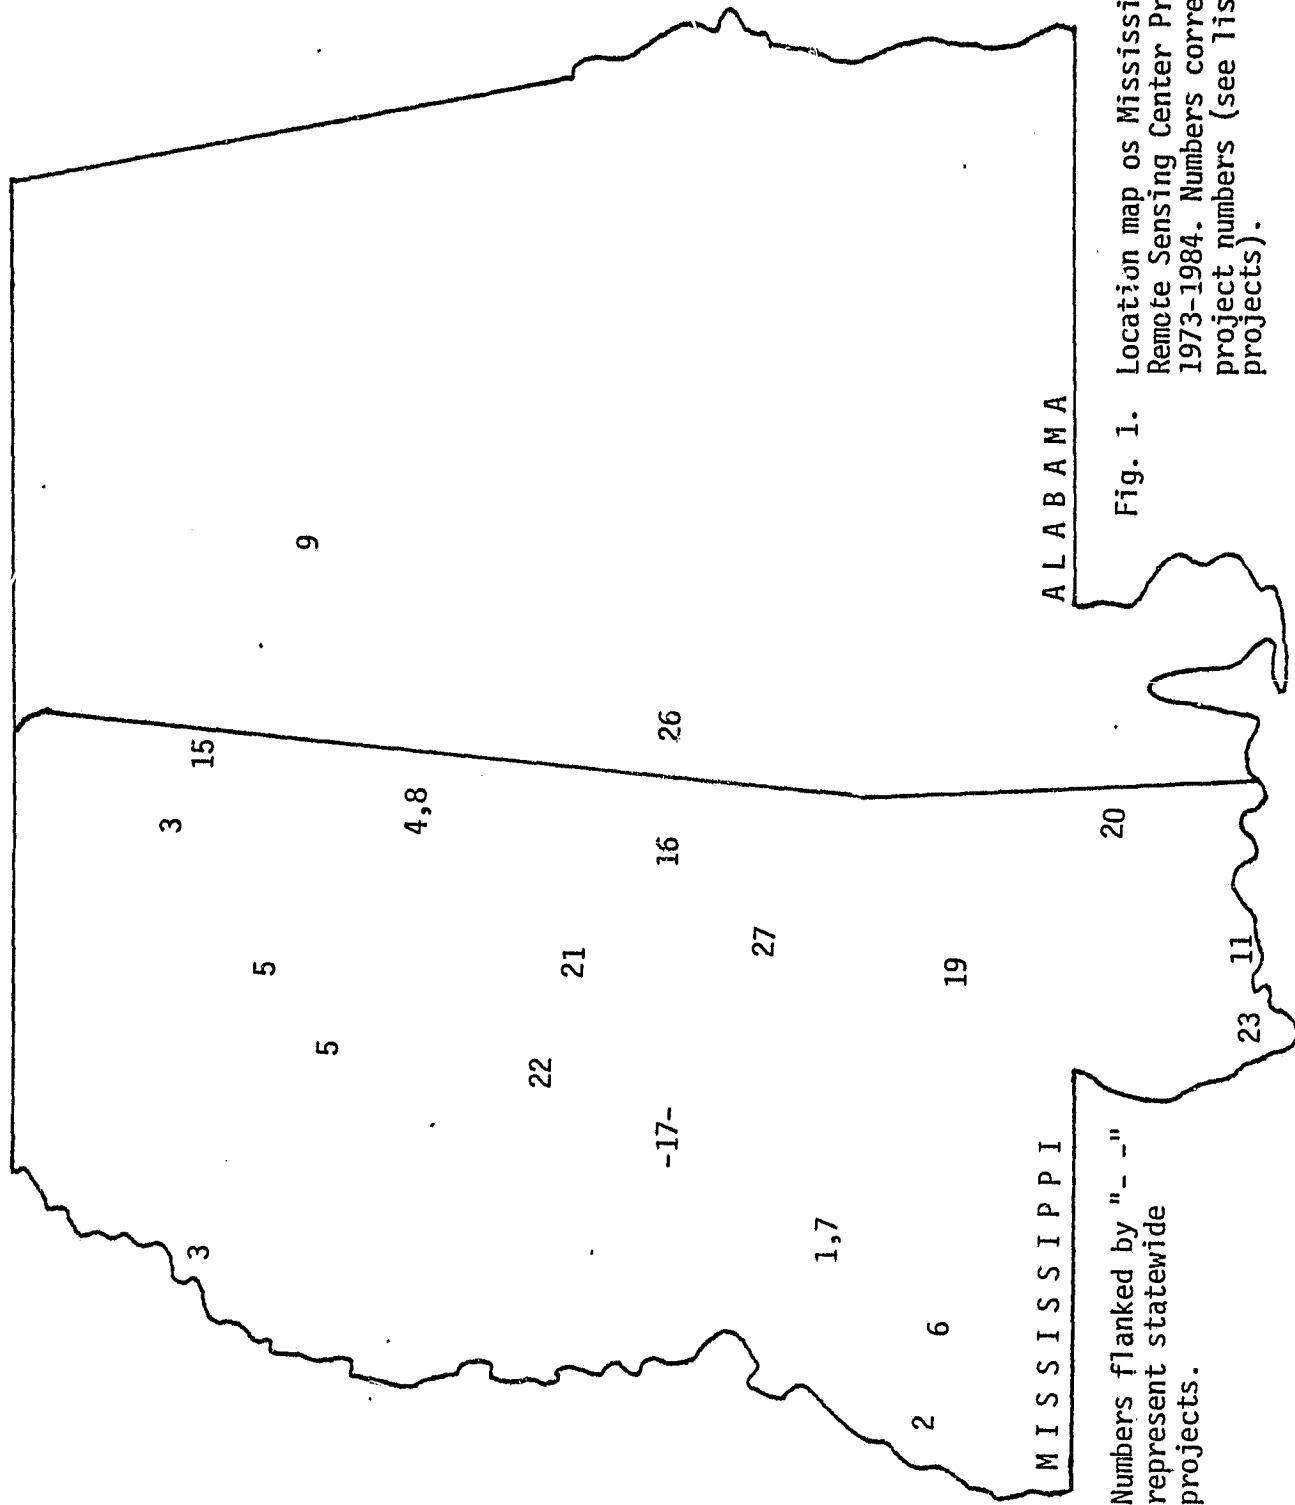 3
3
15
5
9
5
4,8
22
21
-17-
16
26
27
1,7
2
6
19
M I S S I S S I P P I
A L A B A M A
20
11
23
Numbers flanked by "- -"
represent statewide
projects.
Fig. 1. Location map os Mississi
Remote Sensing Center Pr
1973-1984. Numbers corre
project numbers (see lis
projects).